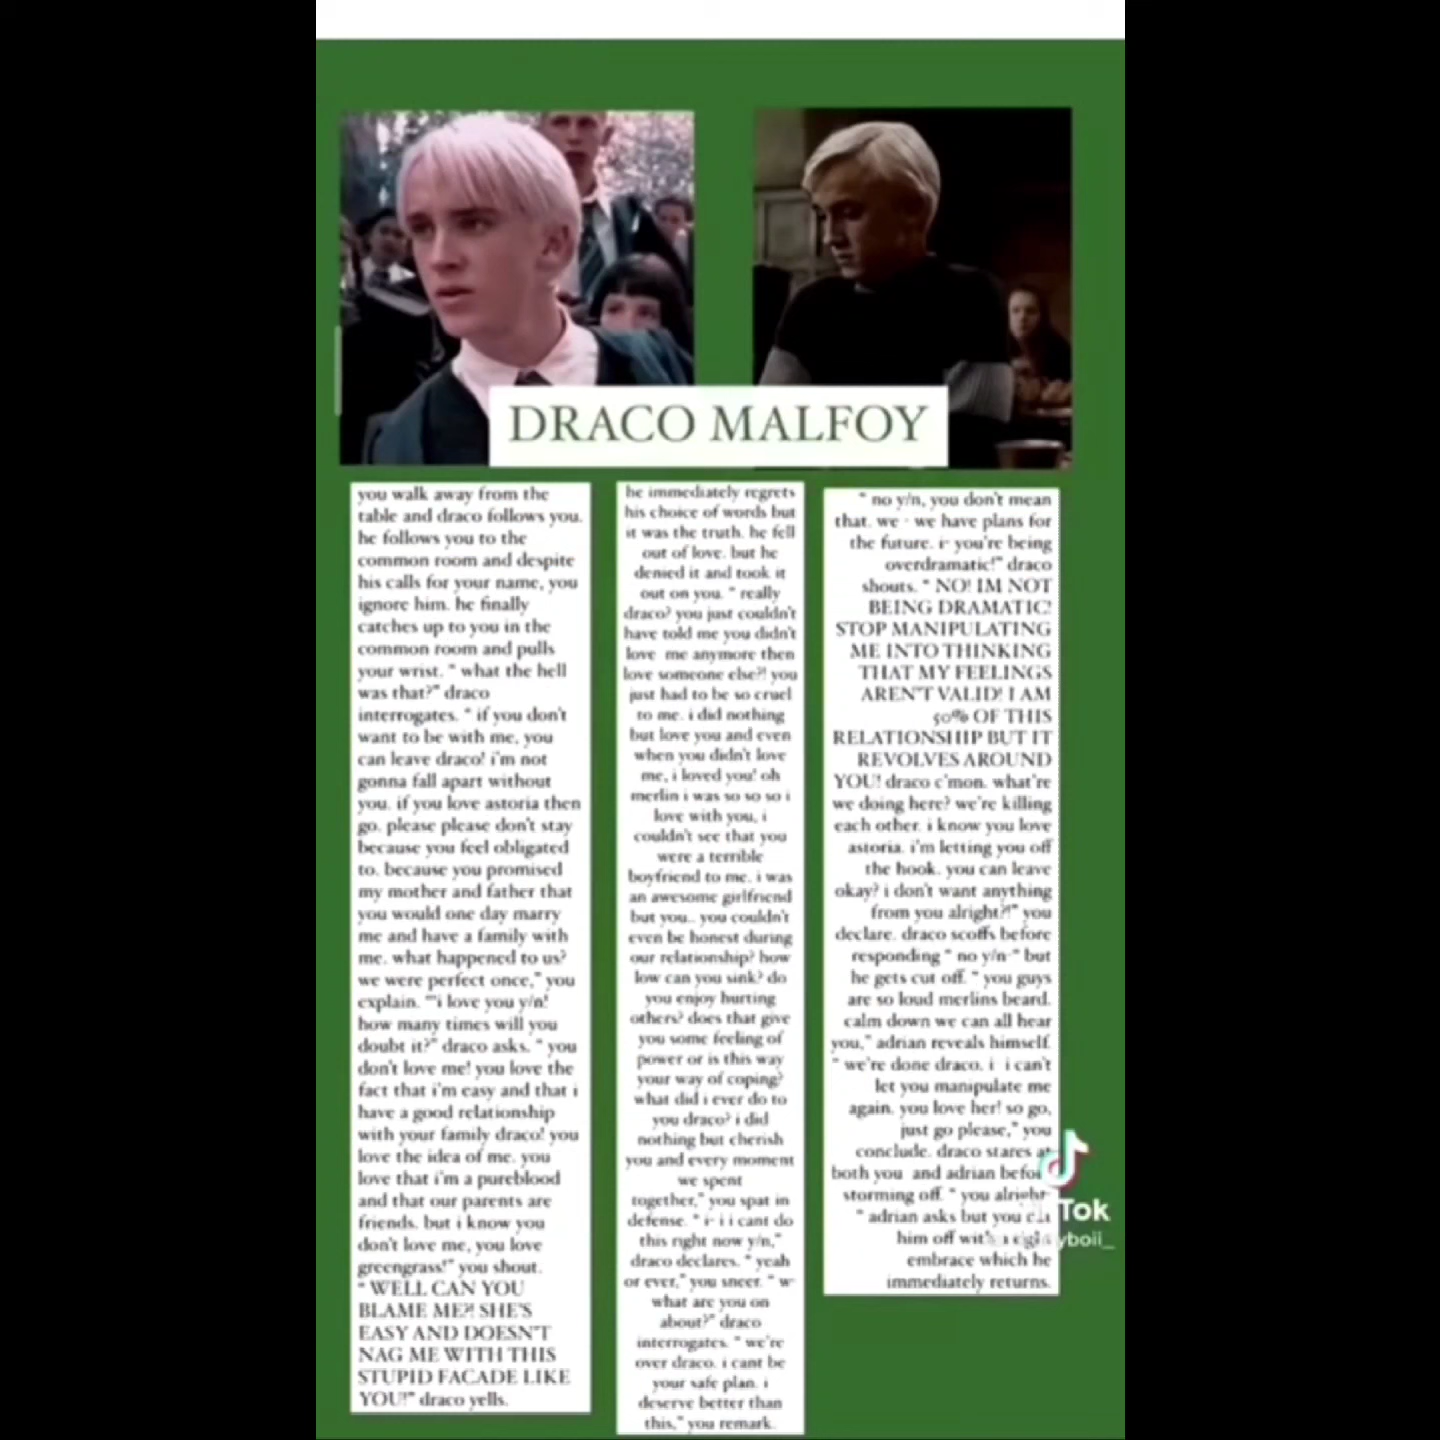 DRACO MALFOY
you walk away from the
table and draco follows you.
he follows you to the
common room and despite
his calls for your name, you
ignore him. he finally
catches up to you in the
common room and pulls
your wrist. " what the hell
was that?" draco
interrogates. " if you don't
want to be with me, you
can leave draco! i'm not
gonna fall apart without
you. if you love astoria then
go. please please don't stay
because you feel obligated
to. because you promised
my mother and father that
you would one day marry
me and have a family with
me. what happened to us?
we were perfect once," you
explain. ""i love you y/n!
how many times will you
doubt it?" draco asks. " you
don't love me! you love the
fact that i'm easy and that i
have a good relationship
with your family draco! you
love the idea of me. you
love that i'm a pureblood
and that our parents are
friends. but i know you
don't love me, you love
greengrass!" you shout.
" WELL CAN YOU
BLAME ME?! SHE'S
EASY AND DOESN'T
NAG ME WITH THIS
STUPID FACADE LIKE
YOU!" draco yells.
he immediately regrets
his choice of words but
it was the truth. he fell
out of love. but he
denied it and took it
out on you. " really
draco? you just couldn't
have told me you didn't
love me anymore then
love someone else?! you
just had to be so cruel
to me. i did nothing
but love you and even
when you didn't love
me, i loved you! oh
merlin i was so so so i
love with you, i
couldn't see that you
were a terrible
boyfriend to me. i was
an awesome girlfriend
but you.. you couldn't
even be honest during
our relationship? how
low can you sink? do
you enjoy hurting
others? does that give
you some feeling of
power or is this way
your way of coping?
what did i ever do to
you draco? i did
nothing but cherish
you and every moment
we spent
together," you spat in
defense. " i- i i cant do
this right now y/n,"
draco declares. " yeah
or ever," you sneer. " w-
what are you on
about?" draco
interrogates. " we're
over draco. i cant be
your safe plan. i
deserve better than
this," you remark.
" no y/n, you don't mean
that. we - we have plans for
the future. i- you're being
overdramatic!" draco
shouts. " NO! IM NOT
BEING DRAMATIC!
STOP MANIPULATING
ME INTO THINKING
THAT MY FEELINGS
AREN'T VALID! I AM
50% OF THIS
RELATIONSHIP BUT IT
REVOLVES AROUND
YOU! draco c'mon. what're
we doing here? we're killing
each other. i know you love
astoria. i'm letting you off
the hook. you can leave
okay? i don't want anything
from you alright?!" you
declare. draco scoffs before
responding " no y/n-" but
he gets cut off. " you guys
are so loud merlins beard.
calm down we can all hear
you," adrian reveals himself.
" we're done draco. i i can't
let you manipulate me
again. you love her! so go,
just go please," you
conclude. draco stares at
both you and adrian before
storming off. " you alright
" adrian asks but you cut
him off with a tight
embrace which he
immediately returns.
Tok
yboii_